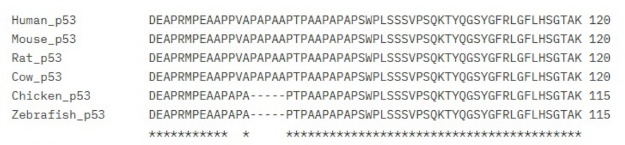 Human_p53 DEAPRMPEAAPPVAPAPAAPTPAAPAPAPSWPLSSSVPSQKTYQGSYGFRLGFLHSGTAK 120
Mouse_p53 DEAPRMPEAAPPVAPAPAAPTPAAPAPAPSWPLSSSVPSQKTYQGSYGFRLGFLHSGTAK 120
Rat_p53 DEAPRMPEAAPPVAPAPAAPTPAAPAPAPSWPLSSSVPSQKTYQGSYGFRLGFLHSGTAK 120
Cow_p53 DEAPRMPEAAPPVAPAPAAPTPAAPAPAPSWPLSSSVPSQKTYQGSYGFRLGFLHSGTAK 120
Chicken_p53 DEAPRMPEAAPAPA-----PTPAAPAPAPSWPLSSSVPSQKTYQGSYGFRLGFLHSGTAK 115
Zebrafish_p53 DEAPRMPEAAPAPA-----PTPAAPAPAPSWPLSSSVPSQKTYQGSYGFRLGFLHSGTAK 115
***********  *     *****************************************